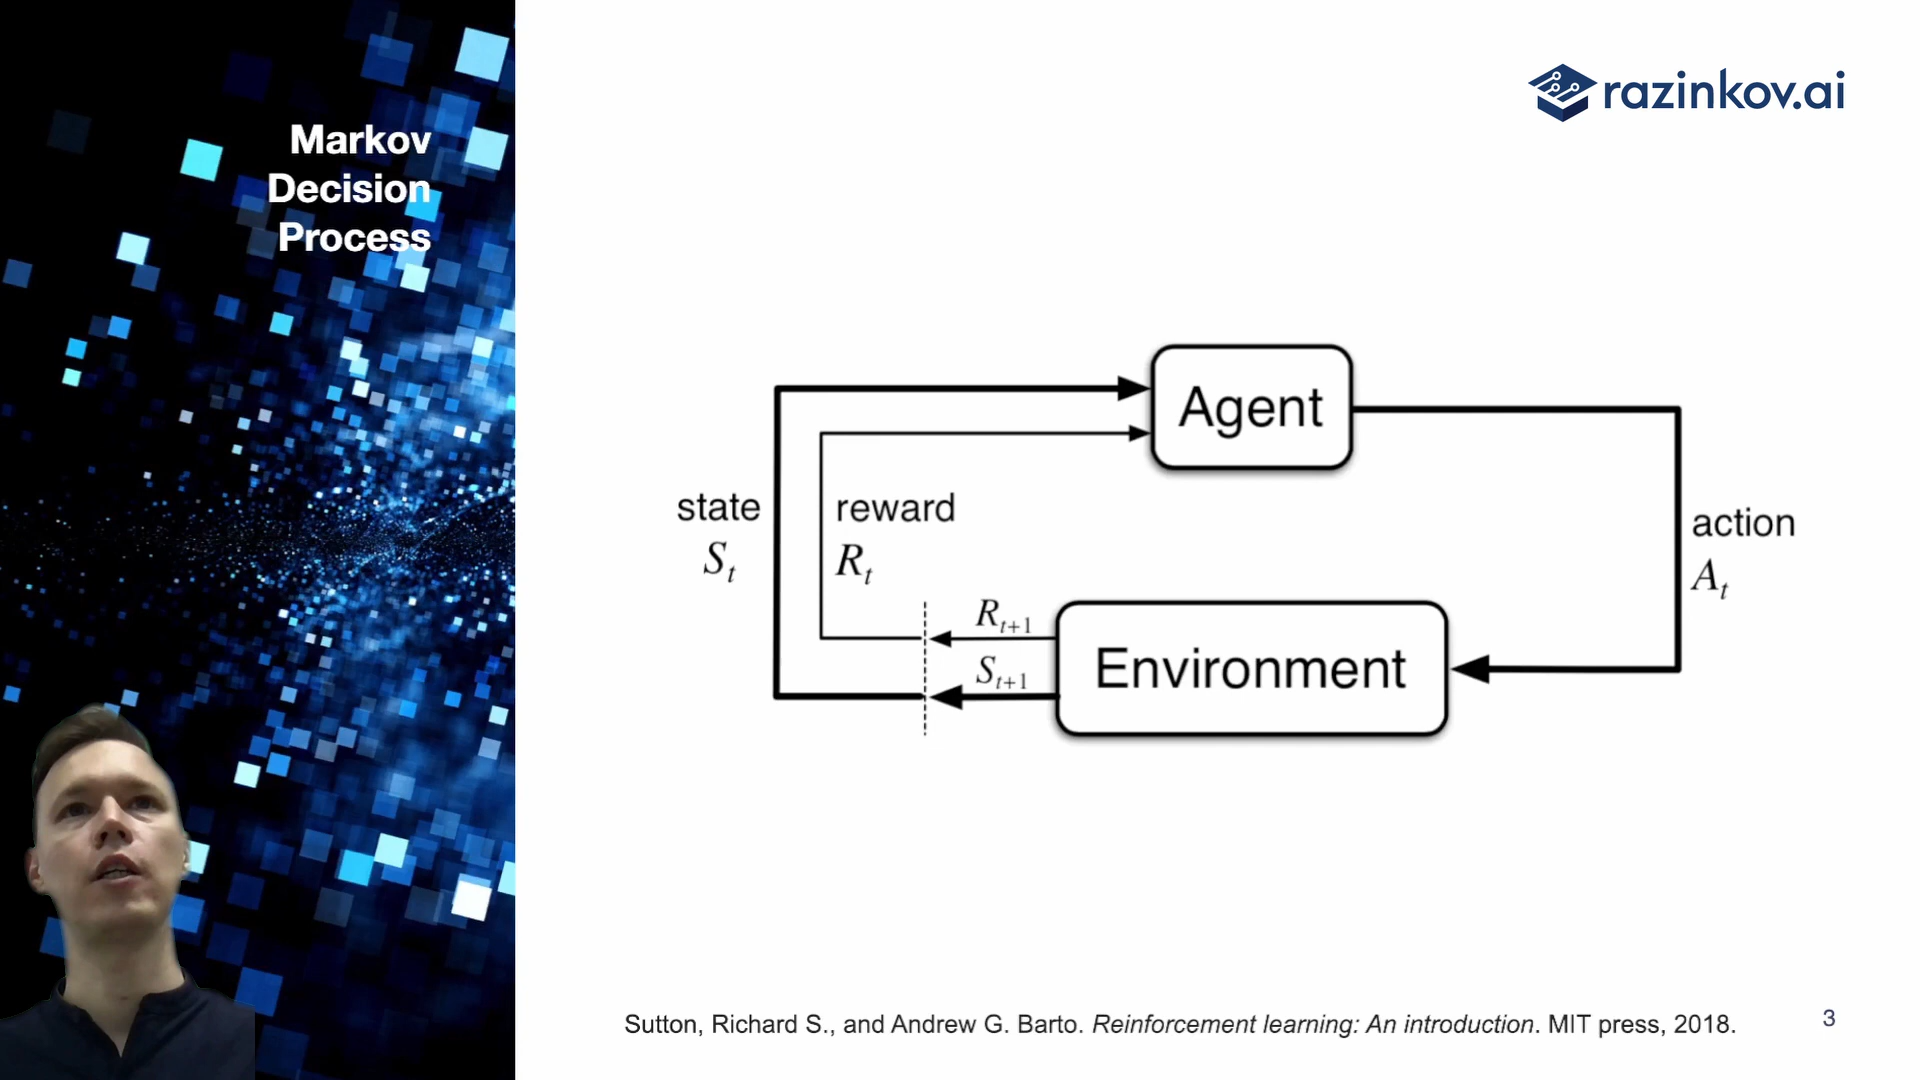 Markov
Decision
Process
razinkov.ai
Agent
state
S_t
reward
R_t
action
A_t
R_{t+1}
S_{t+1}
Environment
Sutton, Richard S., and Andrew G. Barto. Reinforcement learning: An introduction. MIT press, 2018.
3